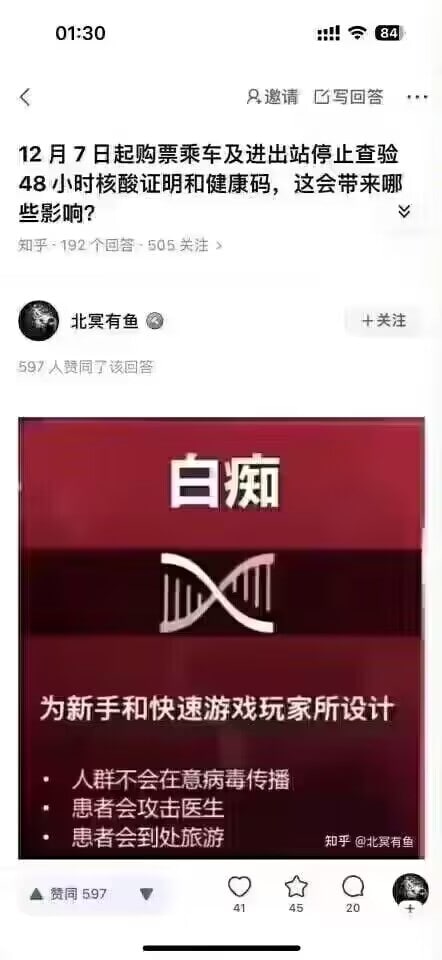 01:30
84
邀请 写回答
12 月 7 日起购票乘车及进出站停止查验
48 小时核酸证明和健康码，这会带来哪
些影响？
知乎 · 192 个回答 · 505 关注 >
北冥有鱼
+关注
597 人赞同了该回答
白痴
为新手和快速游戏玩家所设计
· 人群不会在意病毒传播
· 患者会攻击医生
· 患者会到处旅游
知乎 @北冥有鱼
赞同 597
41
45
20